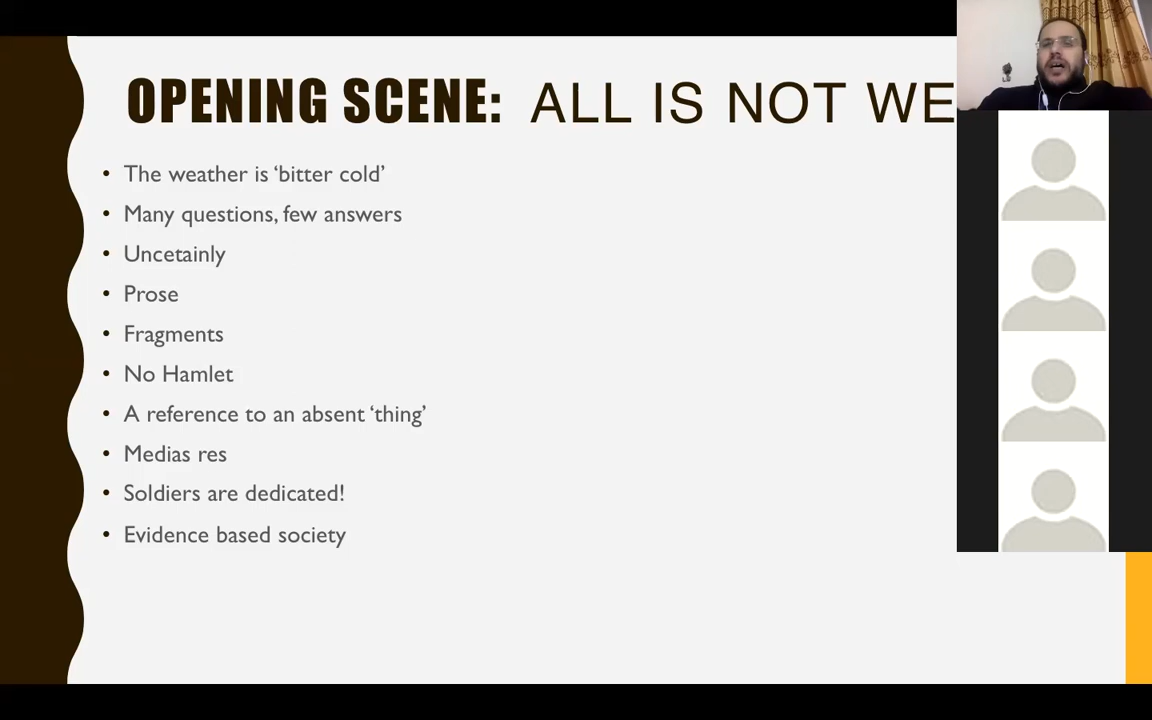 OPENING SCENE: ALL IS NOT WE
• The weather is ‘bitter cold’
• Many questions, few answers
• Uncetainly
• Prose
• Fragments
• No Hamlet
• A reference to an absent ‘thing’
• Medias res
• Soldiers are dedicated!
• Evidence based society